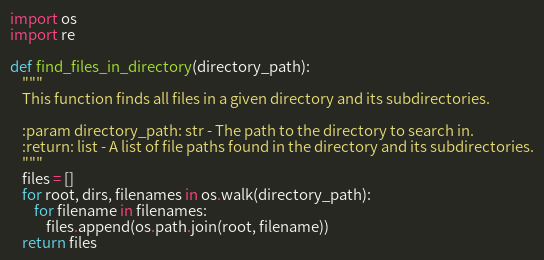 import os
import re

def find_files_in_directory(directory_path):
    """
    This function finds all files in a given directory and its subdirectories.

    :param directory_path: str - The path to the directory to search in.
    :return: list - A list of file paths found in the directory and its subdirectories.
    """
    files = []
    for root, dirs, filenames in os.walk(directory_path):
        for filename in filenames:
            files.append(os.path.join(root, filename))
    return files